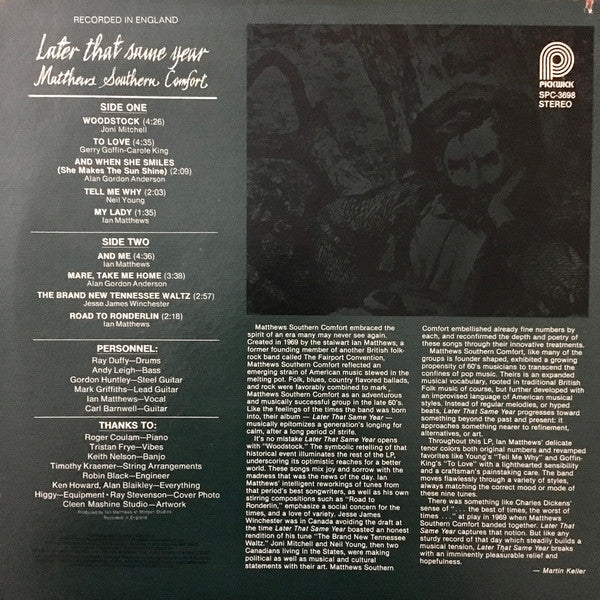 RECORDED IN ENGLAND
Later that same year
Matthews Southern Comfort
SIDE ONE
WOODSTOCK (4:26)
Joni Mitchell
TO LOVE (4:35)
Gerry Goffin-Carole King
AND WHEN SHE SMILES
(She Makes The Sun Shine) (2:09)
Alan Gordon Anderson
TELL ME WHY (2:03)
Neil Young
MY LADY (1:35)
Ian Matthews
SIDE TWO
AND ME (4:36)
Ian Matthews
MARE, TAKE ME HOME (3:38)
Alan Gordon Anderson
THE BRAND NEW TENNESSEE WALTZ (2:57)
Jesse James Winchester
ROAD TO RONDERLIN (2:18)
Ian Matthews
PERSONNEL:
Ray Duffy—Drums
Andy Leigh—Bass
Gordon Huntley—Steel Guitar
Mark Griffiths—Lead Guitar
Ian Matthews—Vocal
Carl Barnwell—Guitar
THANKS TO:
Roger Coulam—Piano
Tristan Frye—Vibes
Keith Nelson—Banjo
Timothy Kraemer—String Arrangements
Robin Black—Engineer
Ken Howard, Alan Blaikley—Everything
Higgy—Equipment • Ray Stevenson—Cover Photo
Cleen Mashine Studio—Artwork
Produced by Ian Matthews at Morgan Studios
Recorded in England
PICKWICK
SPC-3698
STEREO
Matthews Southern Comfort embraced the
spirit of an era many may never see again.
Created in 1969 by the stalwart Ian Matthews, a
former founding member of another British folk-
rock band called The Fairport Convention,
Matthews Southern Comfort reflected an
emerging strain of American music stewed in the
melting pot. Folk, blues, country flavored ballads,
and rock were favorably combined to mark
Matthews Southern Comfort as an adventurous
and musically successful group in the late 60's.
Like the feelings of the times the band was born
into, their album — Later That Same Year —
musically epitomizes a generation's longing for
calm, after a long period of strife.
It's no mistake Later That Same Year opens
with "Woodstock." The symbolic retelling of that
historical event illuminates the rest of the LP,
underscoring its optimistic reaches for a better
world. These songs mix joy and sorrow with the
madness that was the news of the day. Ian
Matthews' intelligent reworkings of tunes from
that period's best songwriters, as well as his own
stirring compositions such as "Road to
Ronderlin," emphasize a social concern for the
times, and a love of variety. Jesse James
Winchester was in Canada avoiding the draft at
the time Later That Same Year boasted an honest
rendition of his tune "The Brand New Tennessee
Waltz." Joni Mitchell and Neil Young, then two
Canadians living in the States, were making
political as well as musical and cultural
statements with their art. Matthews Southern
Comfort embellished already fine numbers by
each, and reconfirmed the depth and poetry of
these songs through their innovative treatments.
Matthews Southern Comfort, like many of the
groups is founder shaped, exhibited a growing
propensity of 60's musicians to transcend the
confines of pop music. Theirs is an expanded
musical vocabulary, rooted in traditional British
Folk music of course, but further developed with
an improvised language of American musical
styles. Instead of regular melodies, or hyped
beats, Later That Same Year progresses toward
something beyond the past and present; it
approaches something nearer to refinement,
alternatives, or art.
Throughout this LP, Ian Matthews' delicate
tenor colors both original numbers and revamped
favorites like Young's "Tell Me Why" and Goffin-
King's "To Love" with a lighthearted sensibility
and a craftsman's painstaking care. The band
moves flawlessly through a variety of styles,
always matching the correct mood or mode of
these nine tunes.
There was something like Charles Dickens'
sense of "... the best of times, the worst of
times ..." at play in 1969 when Matthews
Southern Comfort banded together. Later That
Same Year captures that notion. But like any
sturdy record of that day which steadily builds a
musical tension, Later That Same Year breaks
with an imminently pleasurable relief and
hopefulness.
— Martin Keller